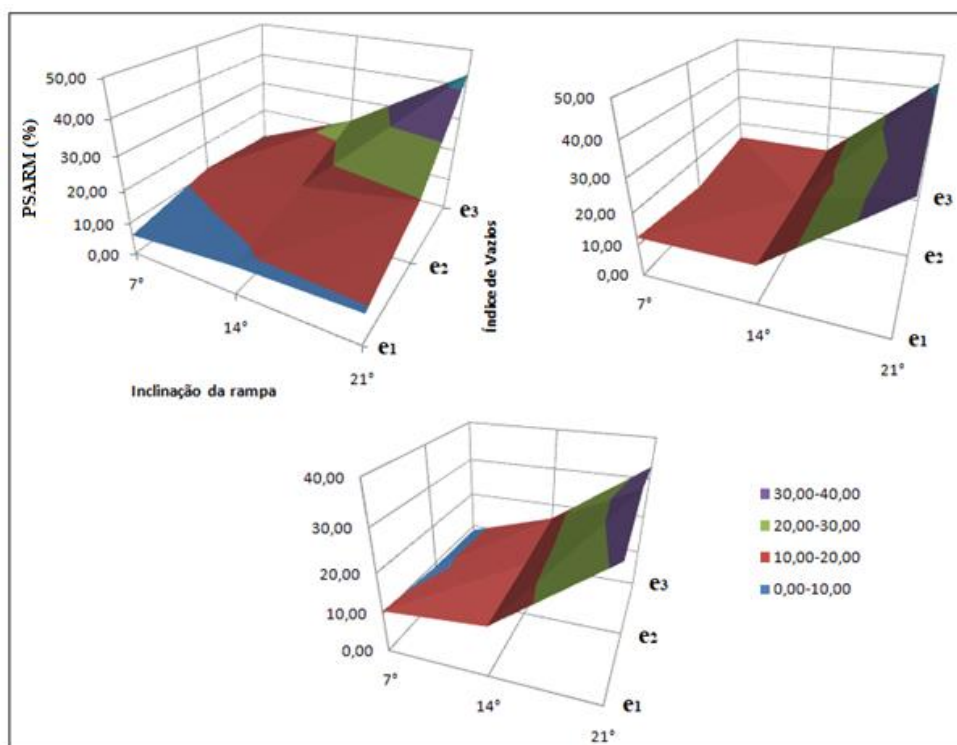 PSARM (%)
50,00
40,00
30,00
20,00
10,00
0,00
7°
14°
21°
e1
e2
e3
Inclinação da rampa
Índice de Vazios
50,00
40,00
30,00
20,00
10,00
0,00
7°
14°
21°
e1
e2
e3
40,00
30,00
20,00
10,00
0,00
7°
14°
21°
e1
e2
e3
30,00-40,00
20,00-30,00
10,00-20,00
0,00-10,00